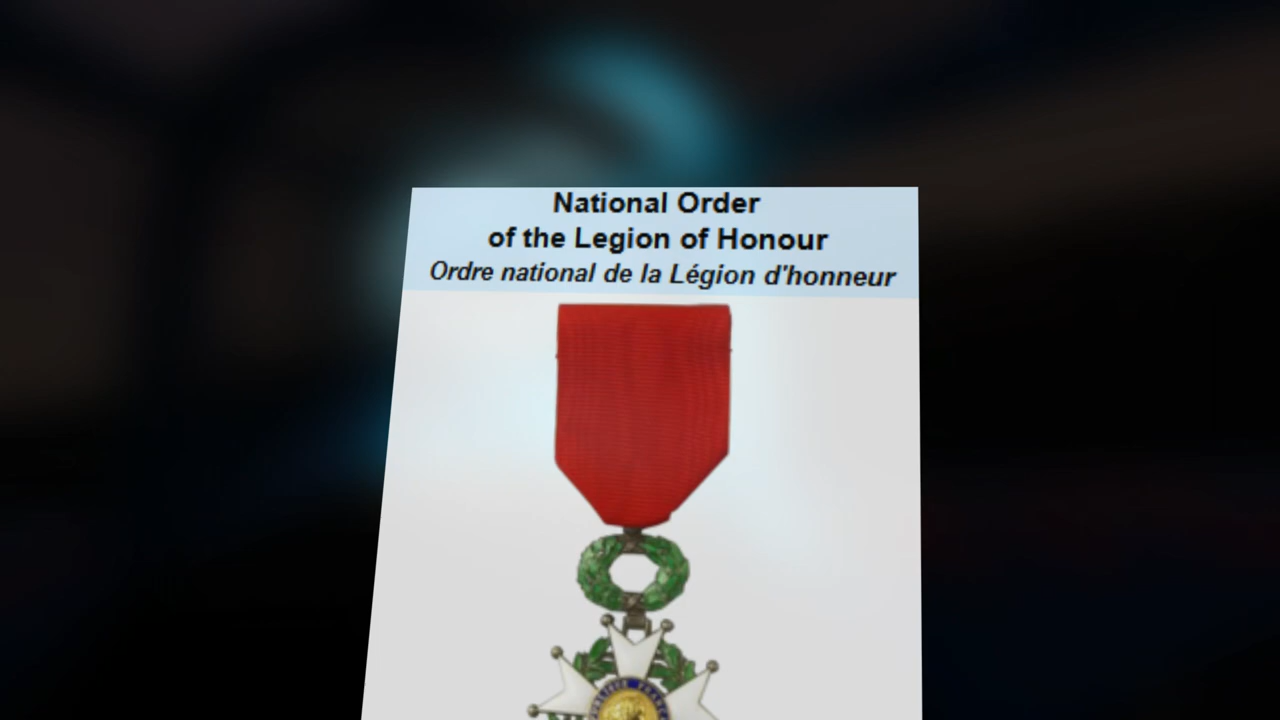 National Order
of the Legion of Honour
Ordre national de la Légion d'honneur